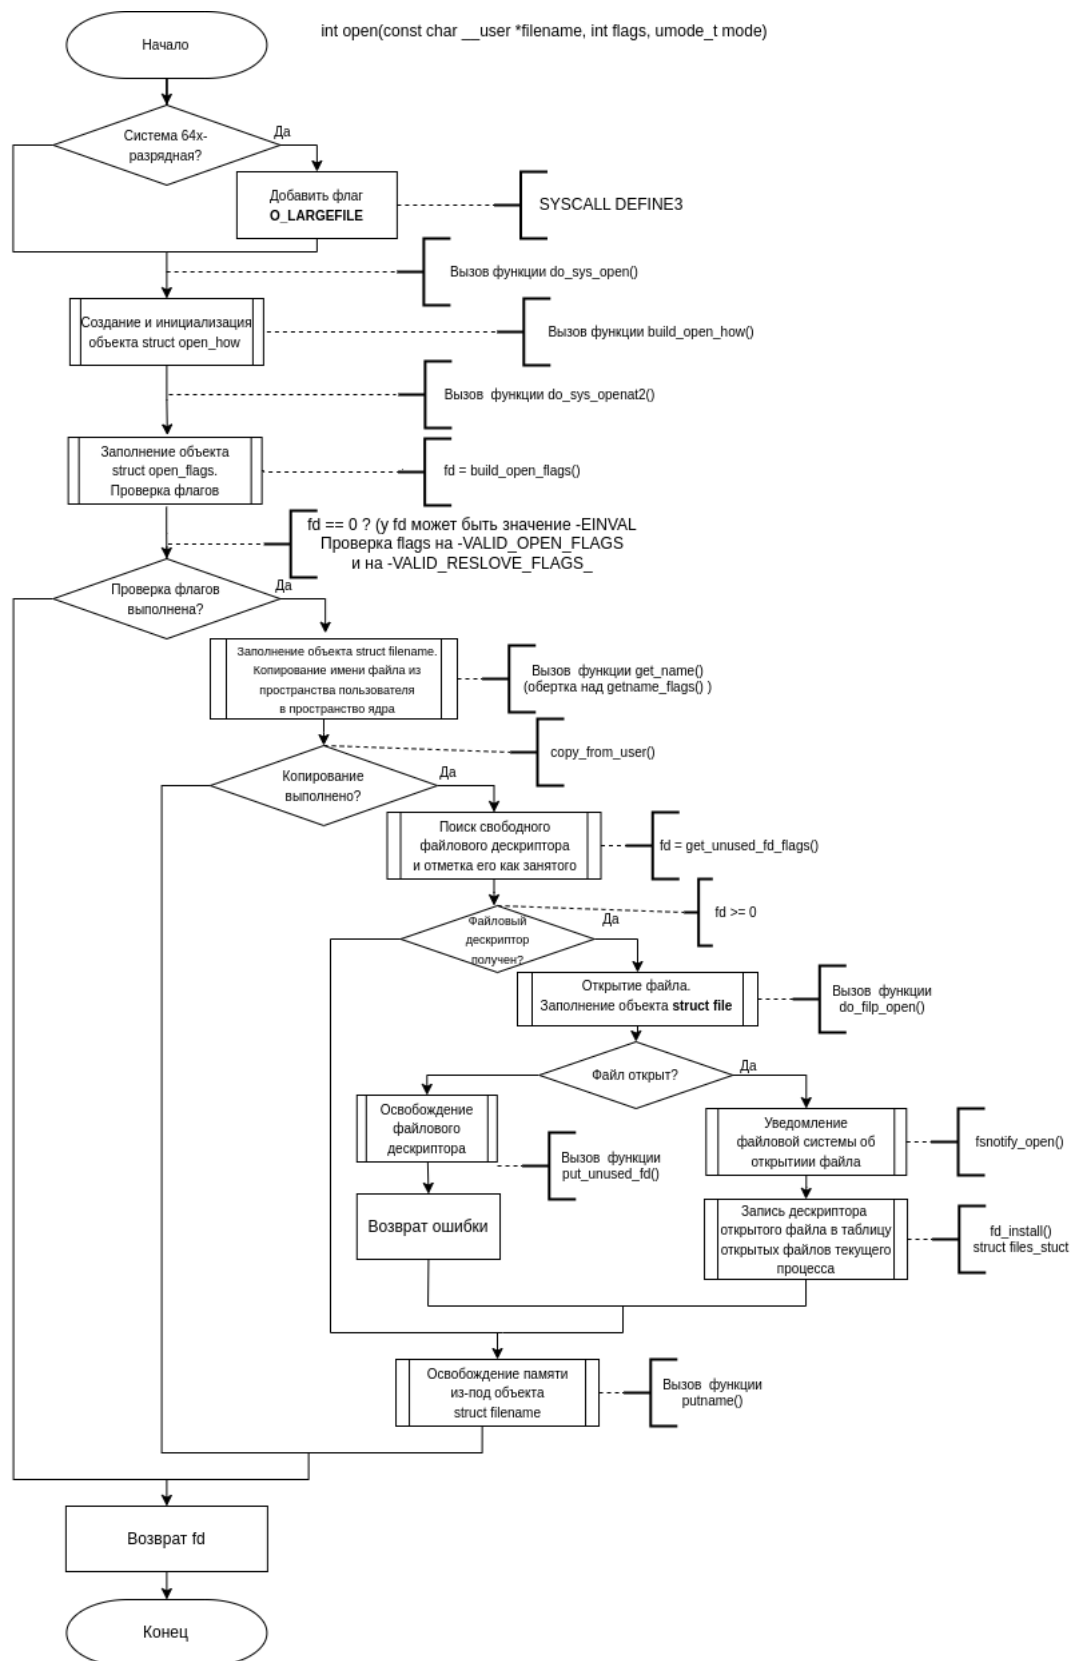 int open(const char __user *filename, int flags, umode_t mode)
Начало
Система 64х-
разрядная?
Да
Добавить флаг
O_LARGEFILE
SYSCALL DEFINE3
Вызов функции do_sys_open()
Создание и инициализация
объекта struct open_how
Вызов функции build_open_how()
Вызов функции do_sys_openat2()
Заполнение объекта
struct open_flags.
Проверка флагов
fd = build_open_flags()
fd == 0 ? (у fd может быть значение -EINVAL
Проверка flags на -VALID_OPEN_FLAGS
и на -VALID_RESLOVE_FLAGS_
Проверка флагов
выполнена?
Да
Заполнение объекта struct filename.
Копирование имени файла из
пространства пользователя
в пространство ядра
Вызов функции get_name()
(обертка над getname_flags() )
copy_from_user()
Копирование
выполнено?
Да
Поиск свободного
файлового дескриптора
и отметка его как занятого
fd = get_unused_fd_flags()
fd >= 0
Файловый
дескриптор
получен?
Да
Открытие файла.
Заполнение объекта struct file
Вызов функции
do_filp_open()
Файл открыт?
Да
Освобождение
файлового
дескриптора
Вызов функции
put_unused_fd()
Уведомление
файловой системы об
открытиии файла
fsnotify_open()
Возврат ошибки
Запись дескриптора
открытого файла в таблицу
открытых файлов текущего
процесса
fd_install()
struct files_stuct
Освобождение памяти
из-под объекта
struct filename
Вызов функции
putname()
Возврат fd
Конец